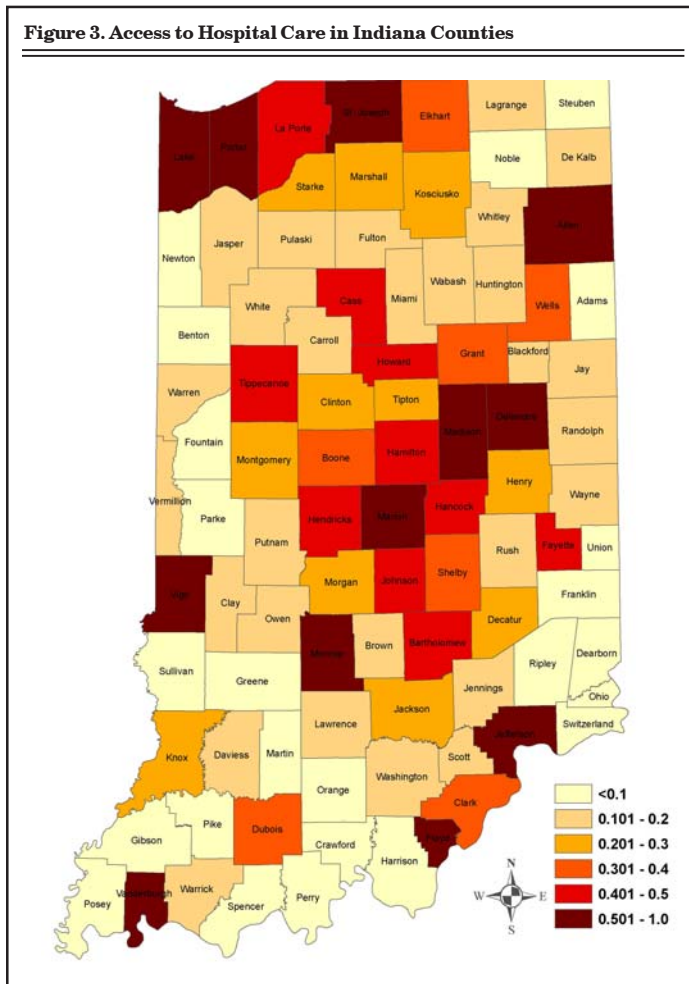 Figure 3. Access to Hospital Care in Indiana Counties
Lagrange
Steuben
St Joseph
Elkhart
La Porte
Lake
Porter
Noble
De Kalb
Marshall
Starke
Kosciusko
Whitley
Allen
Fulton
Pulaski
Jasper
Newton
Wabash
Huntington
Miami
Cass
White
Wells
Adams
Benton
Carroll
Howard
Grant
Blackford
Jay
Warren
Tippecanoe
Clinton
Tipton
Madison
Delaware
Randolph
Fountain
Montgomery
Boone
Hamilton
Henry
Vermillion
Parke
Hendricks
Marion
Hancock
Wayne
Putnam
Rush
Fayette
Union
Vigo
Clay
Owen
Morgan
Johnson
Shelby
Franklin
Decatur
Sullivan
Greene
Monroe
Brown
Bartholomew
Ripley
Dearborn
Jennings
Ohio
Jackson
Lawrence
Jefferson
Switzerland
Knox
Daviess
Martin
Washington
Scott
Orange
Clark
Gibson
Pike
Dubois
Crawford
Harrison
Floyd
Posey
Vanderburgh
Warrick
Spencer
Perry
N
W
E
S
<0.1
0.101 - 0.2
0.201 - 0.3
0.301 - 0.4
0.401 - 0.5
0.501 - 1.0